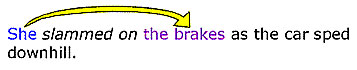 She slammed on the brakes as the car sped
downhill.